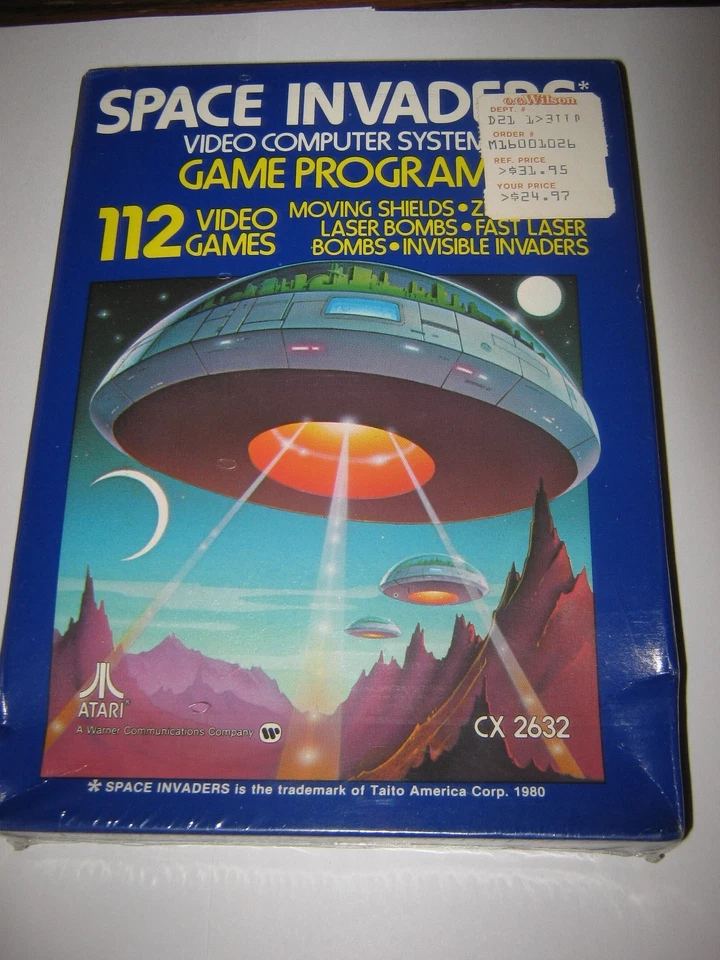 SPACE INVADERS*
VIDEO COMPUTER SYSTEM
GAME PROGRAM
112 VIDEO GAMES
MOVING SHIELDS • Z
LASER BOMBS • FAST LASER
BOMBS • INVISIBLE INVADERS
Wilson
DEPT. #
D21
ORDER #
M16001026
REF. PRICE
>$31.95
YOUR PRICE
>$24.97
ATARI
A Warner Communications Company
CX 2632
* SPACE INVADERS is the trademark of Taito America Corp. 1980